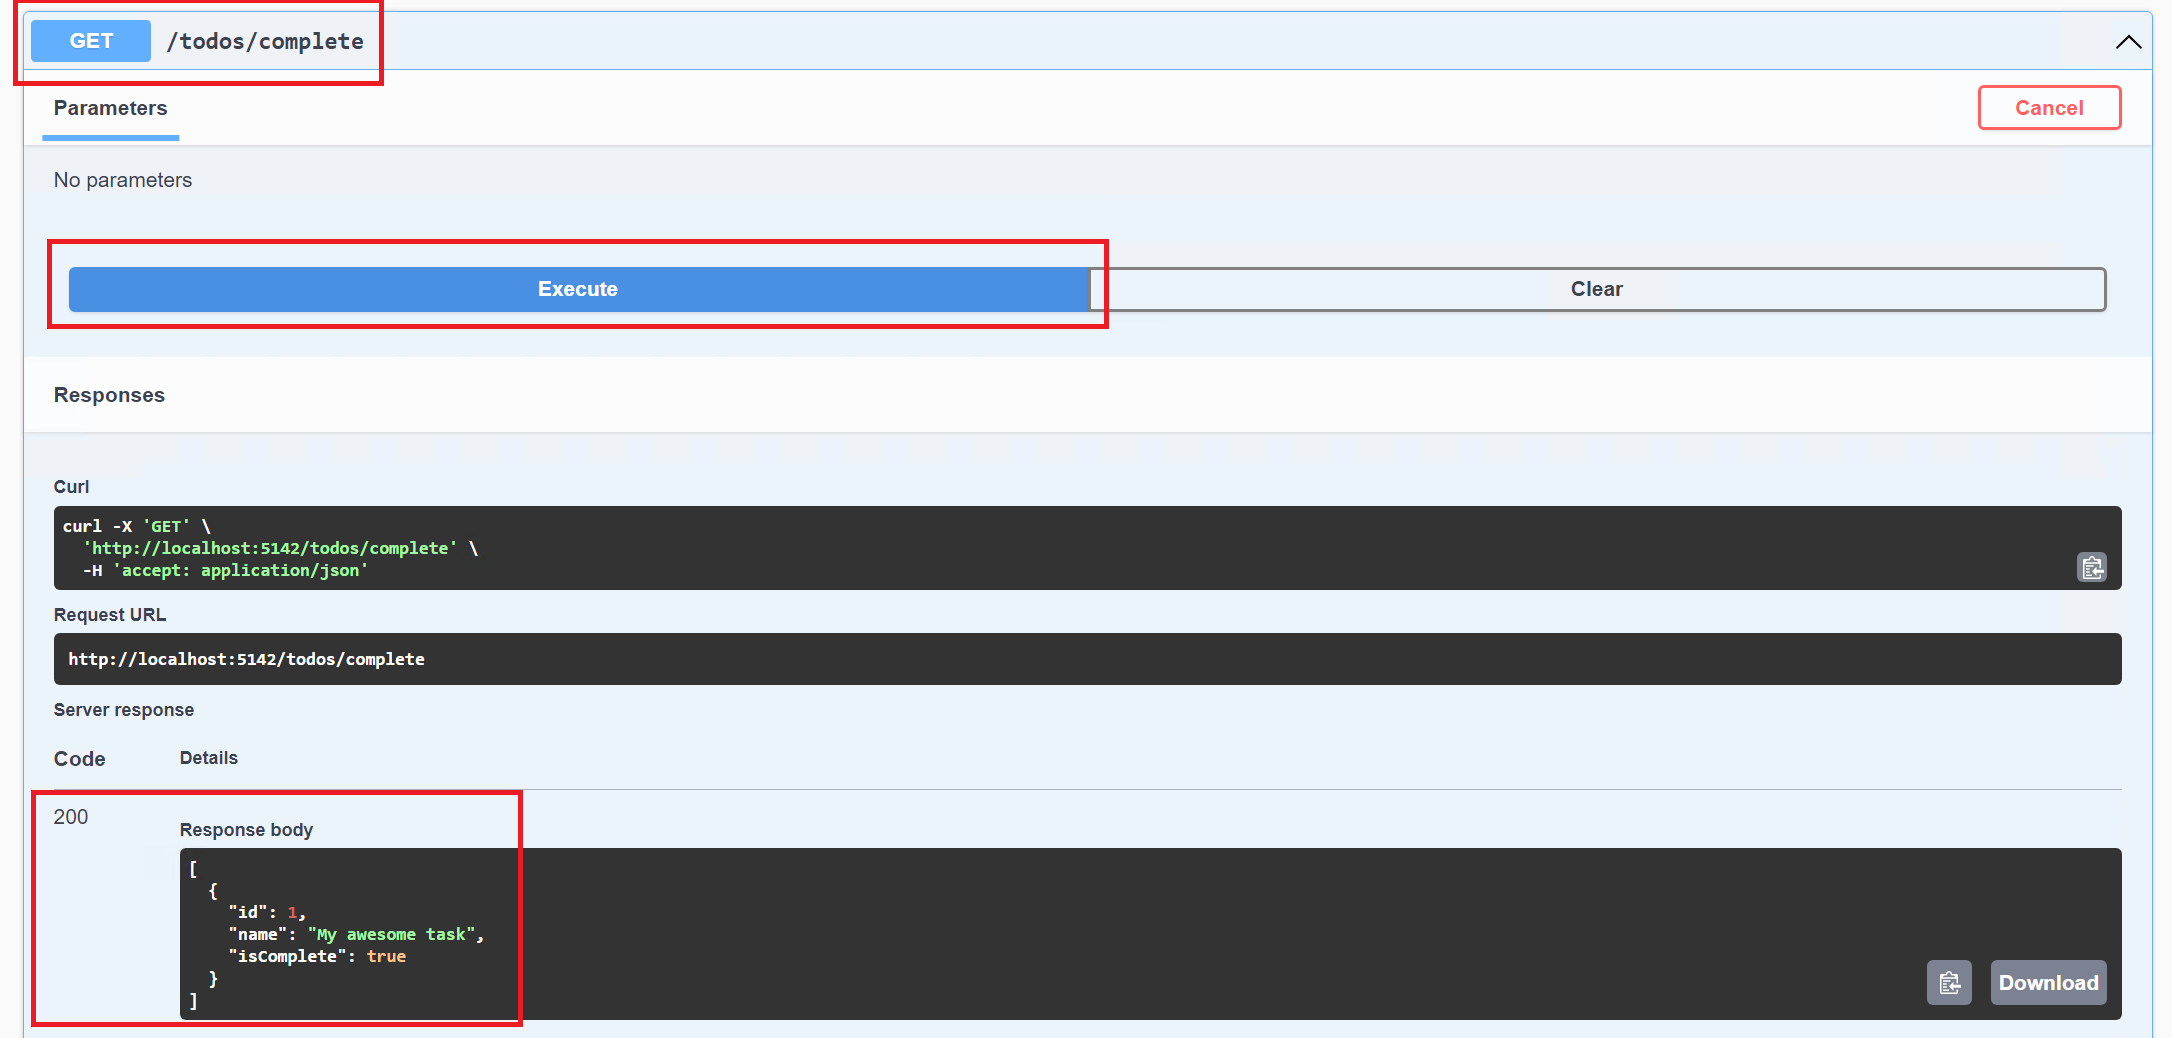 GET /todos/complete
Parameters
Cancel
No parameters
Execute
Clear
Responses
Curl
curl -X 'GET' \
  'http://localhost:5142/todos/complete' \
  -H 'accept: application/json'
Request URL
http://localhost:5142/todos/complete
Server response
Code Details
200
Response body
[
  {
    "id": 1,
    "name": "My awesome task",
    "isComplete": true
  }
]
Download